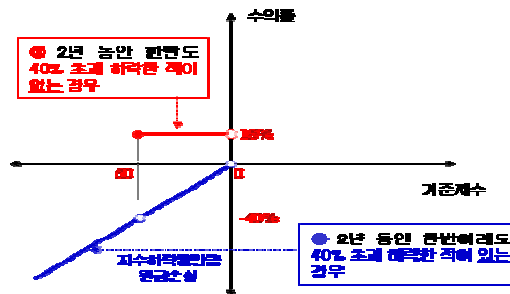 수익률
2년 동안 한번도
40% 초과 하락한 적이
없는 경우
기준지수
-40%
2년 동안 한번이라도
40% 초과 하락한 적이 있는
경우
지수하락률만큼
원금손실